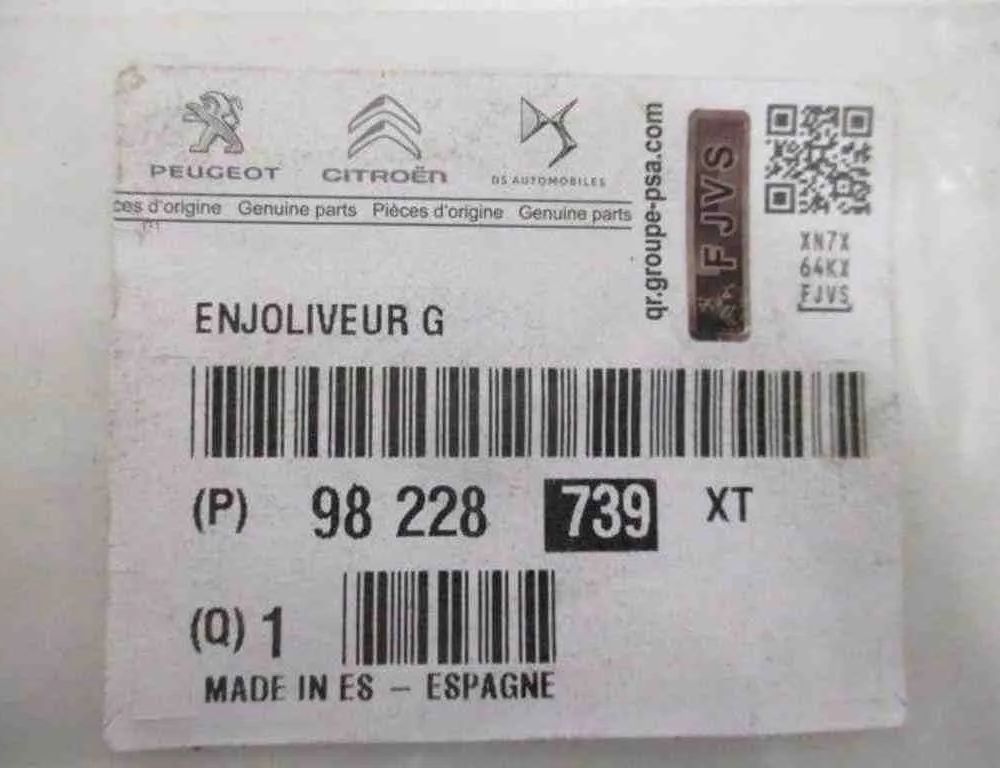 PEUGEOT CITROËN DS AUTOMOBILES
ces d'origine Genuine parts Pièces d'origine Genuine parts
qr.groupe-psa.com
FJVS
XN7X
64KX
FJVS
ENJOLIVEUR G
(P) 98 228 739 XT
(Q) 1
MADE IN ES – ESPAGNE